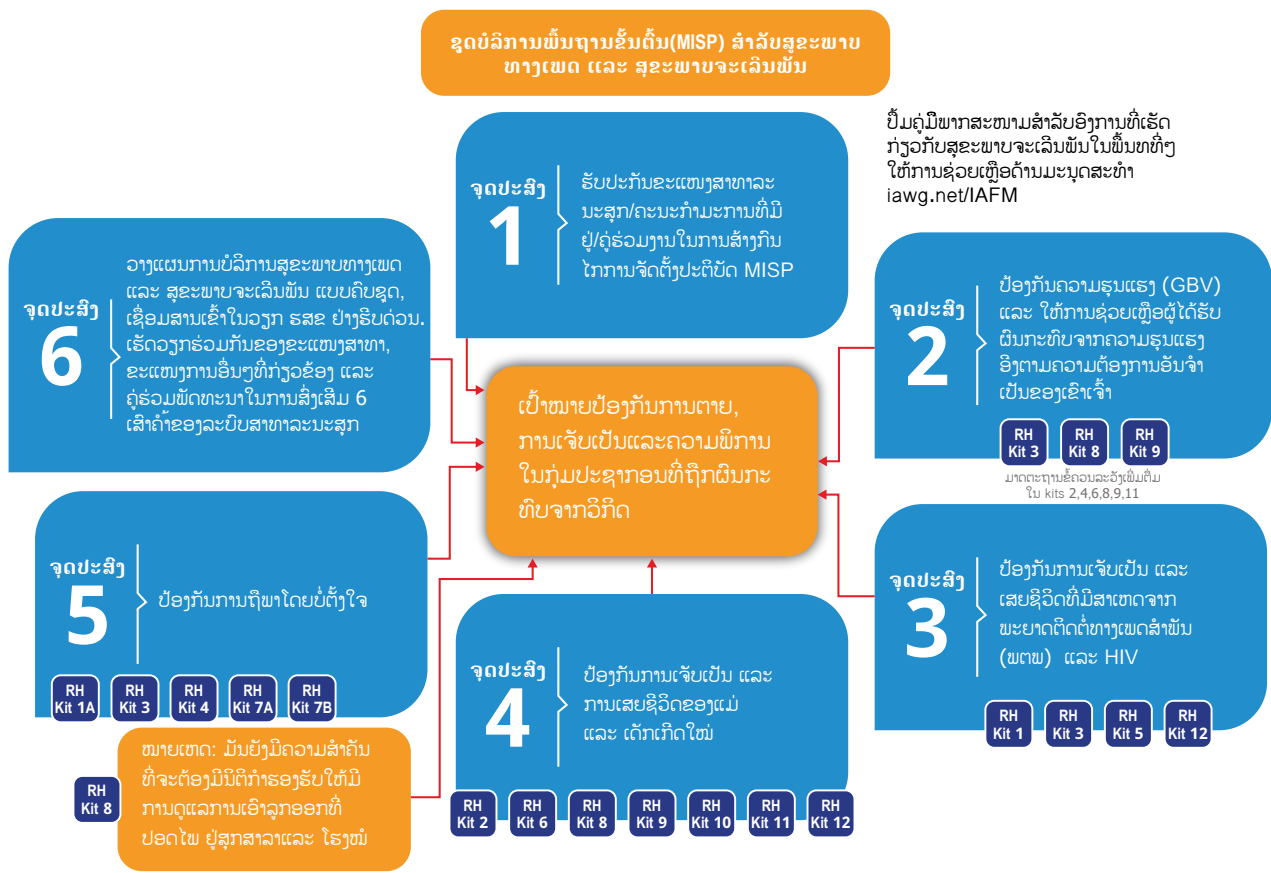 ຊຸດບໍລິການພື້ນຖານຂັ້ນຕົ້ນ(MISP) ສຳລັບສູຂະພາບ
ທາງເພດ ແລະ ສຸຂະພາບຈະເລີນພັນ
ປຶ້ມຄູ່ມືພາກສະໜາມສຳລັບອົງການທີ່ເຮັດ
ກ່ຽວກັບສຸຂະພາບຈະເລີນພັນໃນພື້ນທທີ່ໆ
ໃຫ້ການຊ່ວຍເຫຼືອດ້ານມະນຸດສະທຳ
iawg.net/IAFM
ຈຸດປະສົງ
1
ຮັບປະກັນຂະແໜງສາທາລະ
ນະສຸກ/ຄະນະກຳມະການທີ່ມີ
ຢູ່/ຄູ່ຮ່ວມງານໃນການສ້າງກົນ
ໄກການຈັດຕັ້ງປະຕິບັດ MISP
ຈຸດປະສົງ
2
ປ້ອງກັນຄວາມຮຸນແຮງ (GBV)
ແລະ ໃຫ້ການຊ່ວຍເຫຼືອຜູ້ໄດ້ຮັບ
ຜົນກະທົບຈາກຄວາມຮຸນແຮງ
ອີງຕາມຄວາມຕ້ອງການອັນຈຳ
ເປັນຂອງເຂົາເຈົ້າ
RH
Kit 3
RH
Kit 8
RH
Kit 9
ມາດຕະຖານຂໍ້ຄວນລະວັງເພີ່ມຕື່ມ
ໃນ kits 2,4,6,8,9,11
ຈຸດປະສົງ
3
ປ້ອງກັນການເຈັບເປັນ ແລະ
ເສຍຊີວິດທີ່ມີສາເຫດຈາກ
ພະຍາດຕິດຕໍ່ທາງເພດສຳພັນ
(ພຕພ) ແລະ HIV
RH
Kit 1
RH
Kit 3
RH
Kit 5
RH
Kit 12
ຈຸດປະສົງ
4
ປ້ອງກັນການເຈັບເປັນ ແລະ
ການເສຍຊີວິດຂອງແມ່
ແລະ ເດັກເກີດໃໝ່
RH
Kit 2
RH
Kit 6
RH
Kit 8
RH
Kit 9
RH
Kit 10
RH
Kit 11
RH
Kit 12
ຈຸດປະສົງ
5
ປ້ອງກັນການຖືພາໂດຍບໍ່ຕັ້ງໃຈ
RH
Kit 1A
RH
Kit 3
RH
Kit 4
RH
Kit 7A
RH
Kit 7B
ໝາຍເຫດ: ມັນຍັງມີຄວາມສຳຄັນ
ທີ່ຈະຕ້ອງມີນິຕິກຳຮອງຮັບໃຫ້ມີ
ການດູແລການເອົາລູກອອກທີ່
ປອດໄພ ຢູ່ສຸກສາລາແລະ ໂຮງໝໍ
RH
Kit 8
ຈຸດປະສົງ
6
ວາງແຜນການບໍລິການສຸຂະພາບທາງເພດ
ແລະ ສຸຂະພາບຈະເລີນພັນ ແບບຄົບຊຸດ,
ເຊື່ອມສານເຂົ້າໃນວຽກ ຮສຂ ຢ່າງຮີບດ່ວນ.
ເຮັດວຽກຮ່ວມກັນຂອງຂະແໜງສາທາ,
ຂະແໜງການອື່ນໆທີ່ກ່ຽວຂ້ອງ ແລະ
ຄູ່ຮ່ວມພັດທະນາໃນການສົ່ງເສີມ 6
ເສົາຄ້ຳຂອງລະບົບສາທາລະນະສຸກ
ເປົ້າໝາຍປ້ອງກັນການຕາຍ,
ການເຈັບເປັນແລະຄວາມພິການ
ໃນກຸ່ມປະຊາກອນທີ່ຖືກຜົນກະ
ທົບຈາກວິກິດ